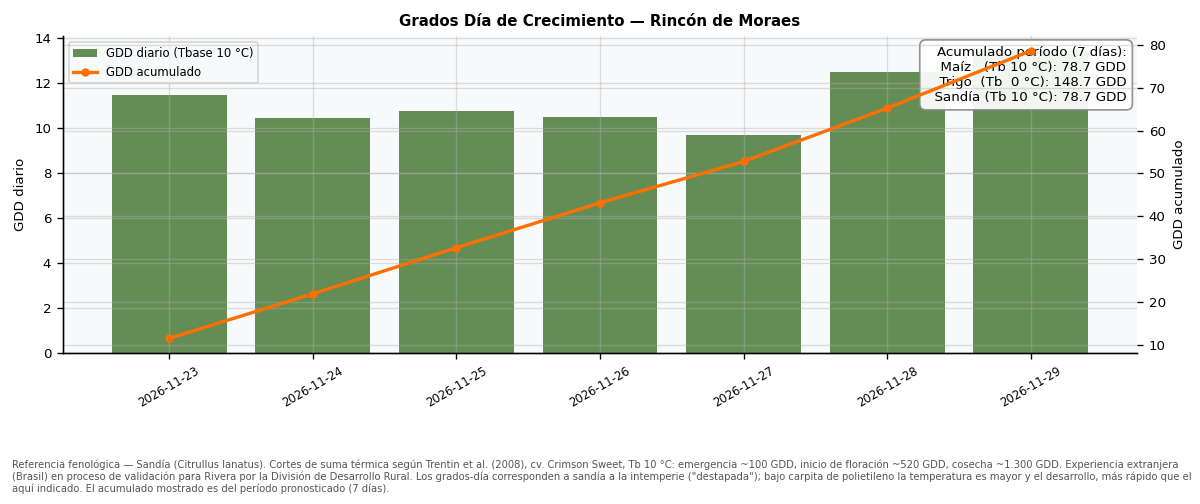 Grados Día de Crecimiento — Rincón de Moraes
GDD diario (Tbase 10 °C)
GDD acumulado
Acumulado período (7 días):
Maíz (Tb 10 °C): 78.7 GDD
Trigo (Tb 0 °C): 148.7 GDD
Sandía (Tb 10 °C): 78.7 GDD
GDD diario
14
12
10
8
6
4
2
0
GDD acumulado
80
70
60
50
40
30
20
10
2026-11-23
2026-11-24
2026-11-25
2026-11-26
2026-11-27
2026-11-28
2026-11-29
Referencia fenológica — Sandía (Citrullus lanatus). Cortes de suma térmica según Trentin et al. (2008), cv. Crimson Sweet, Tb 10 °C: emergencia ~100 GDD, inicio de floración ~520 GDD, cosecha ~1.300 GDD. Experiencia extranjera
(Brasil) en proceso de validación para Rivera por la División de Desarrollo Rural. Los grados-día corresponden a sandía a la intemperie ("destapada"); bajo carpita de polietileno la temperatura es mayor y el desarrollo, más rápido que el
aquí indicado. El acumulado mostrado es del período pronosticado (7 días).